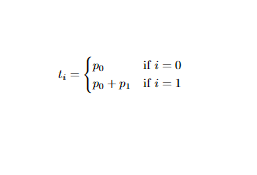 t_i = { p_0 if i = 0
p_0 + p_1 if i = 1